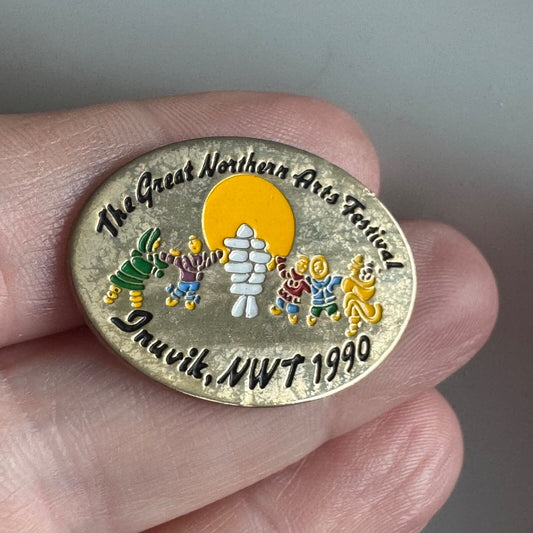 The Great Northern Arts Festival
Inuvik, NWT 1990